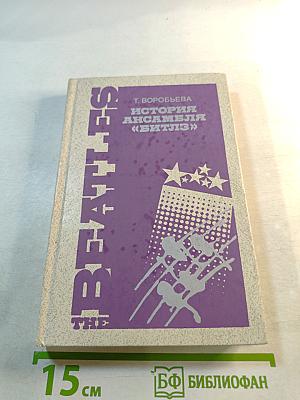 THE BEATLES
Т. ВОРОБЬЕВА
ИСТОРИЯ
АНСАМБЛЯ
«БИТЛЗ»
15 см
БФ БИБЛИОФАН